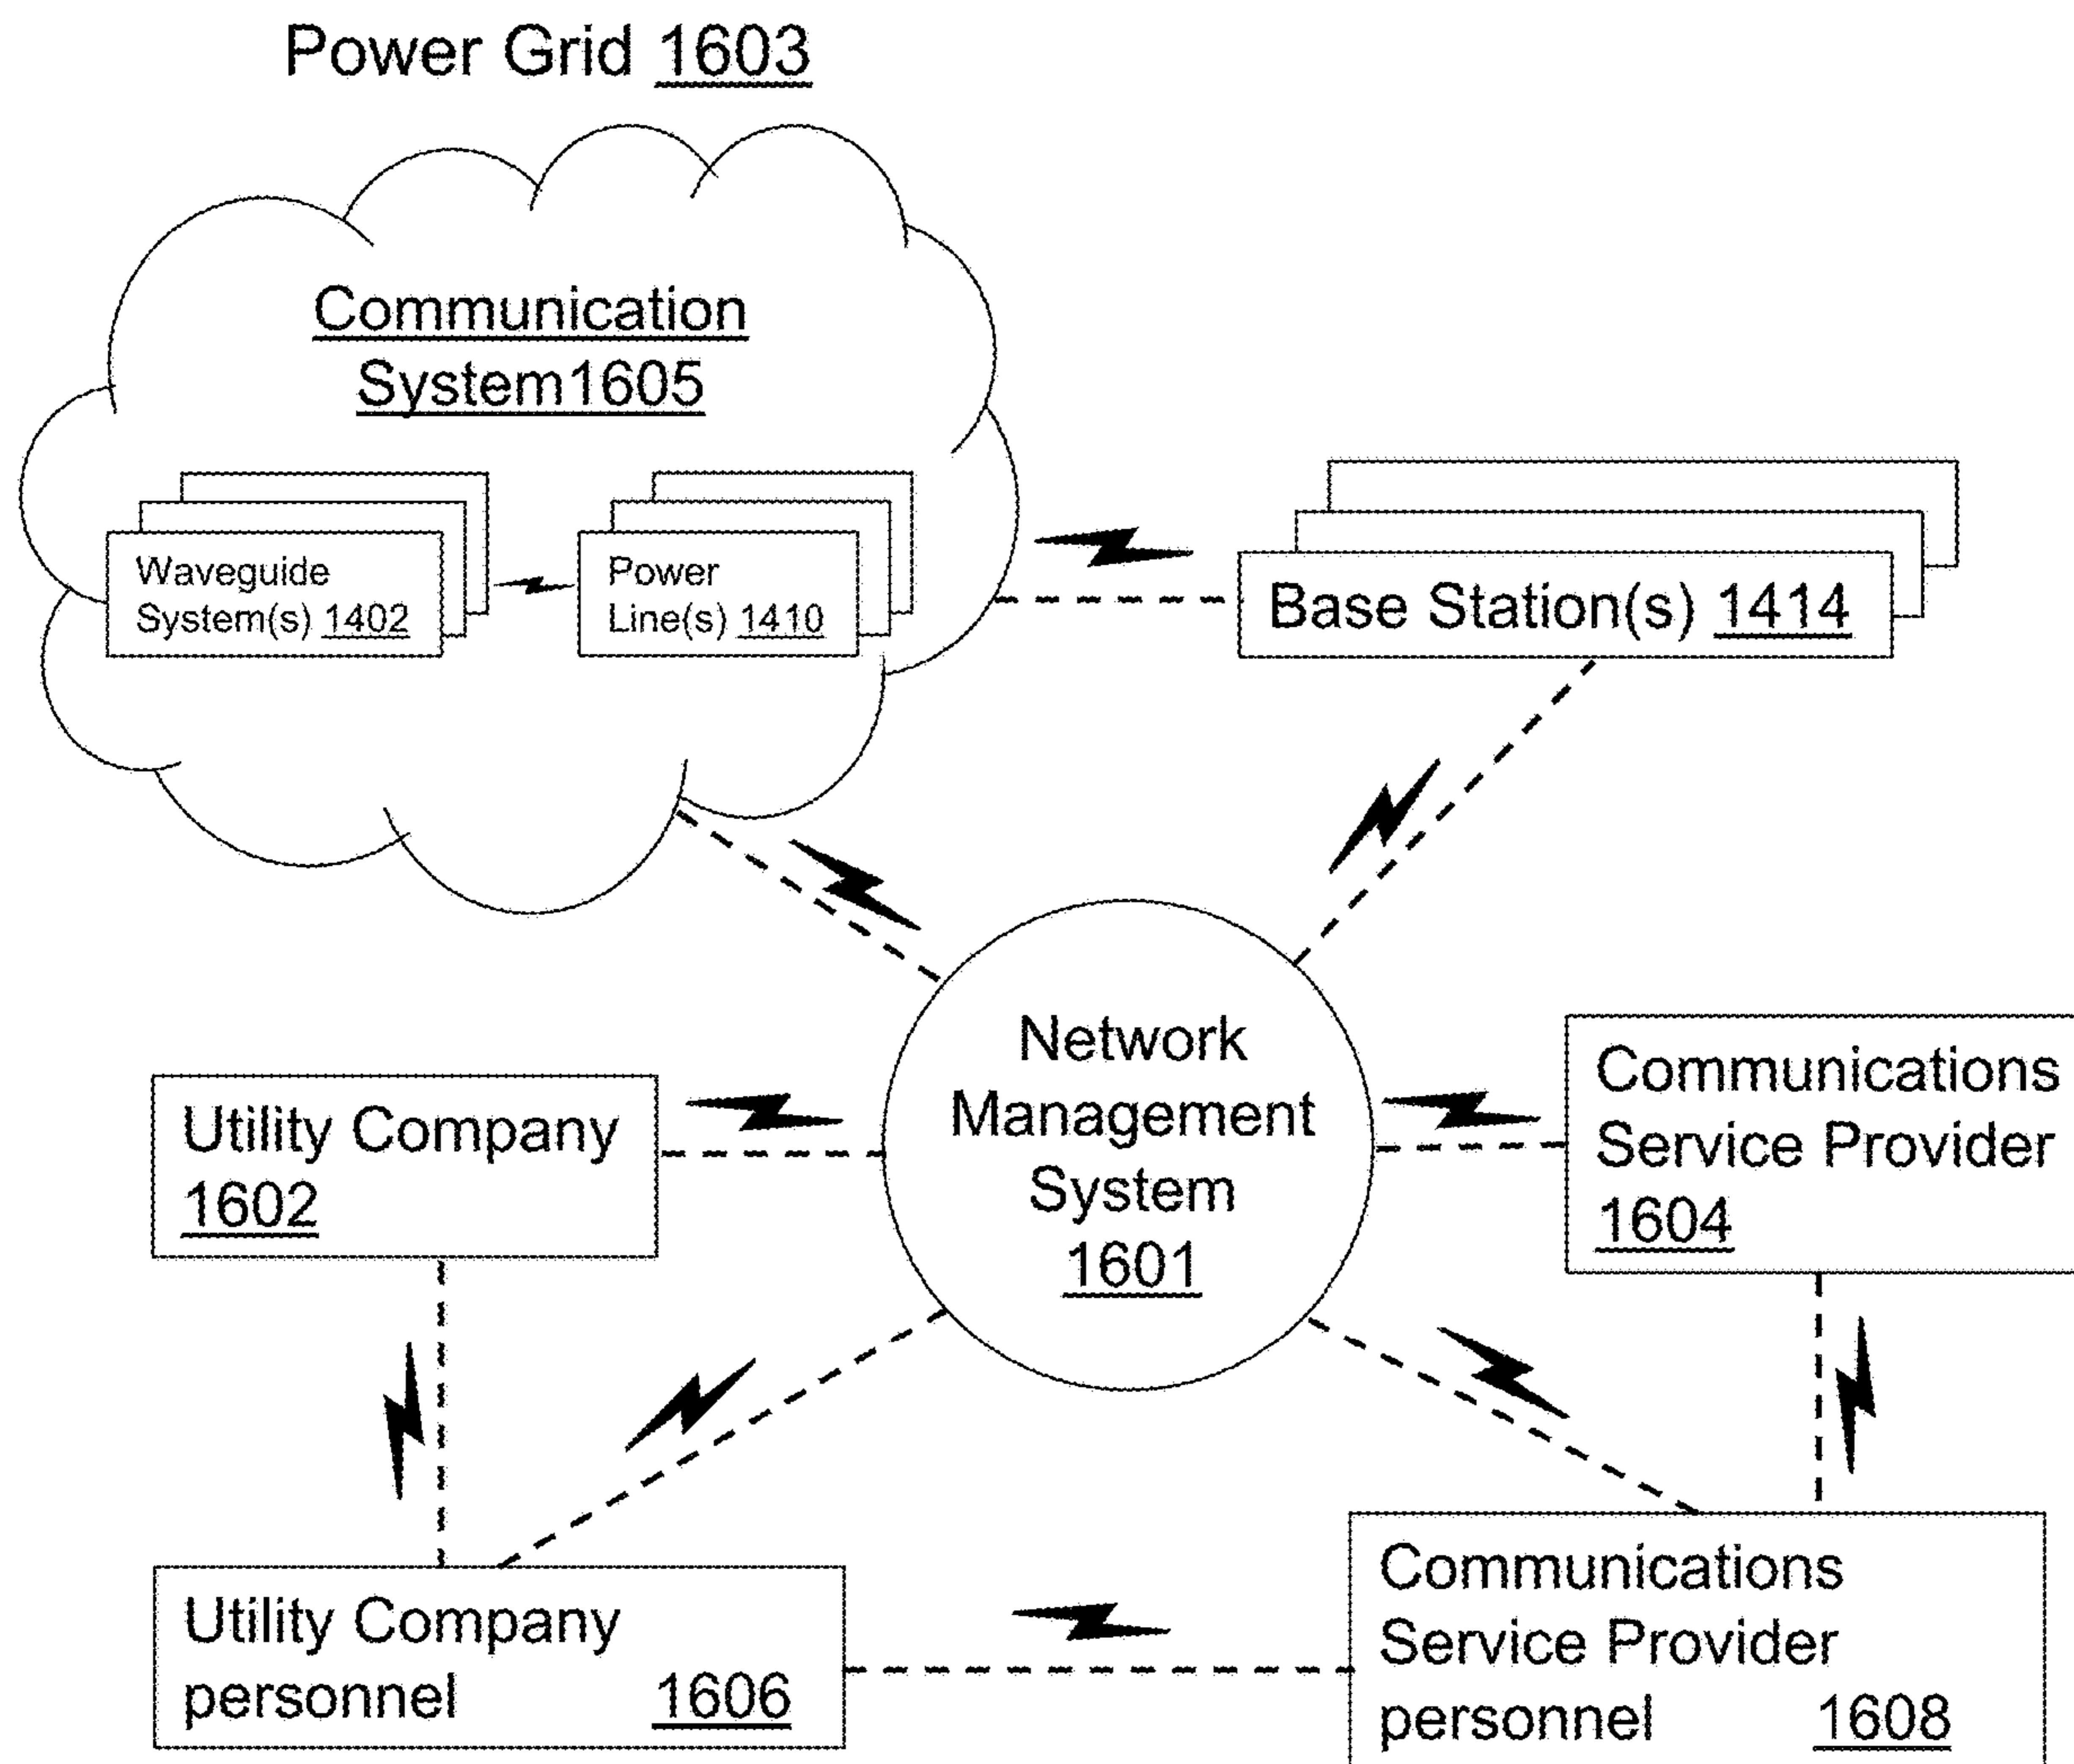 Power Grid 1603
Communication
System1605
Waveguide
System(s) 1402
Power
Line(s) 1410
Base Station(s) 1414
Network
Management
System
1601
Utility Company
1602
Communications
Service Provider
1604
Utility Company
personnel 1606
Communications
Service Provider
personnel 1608